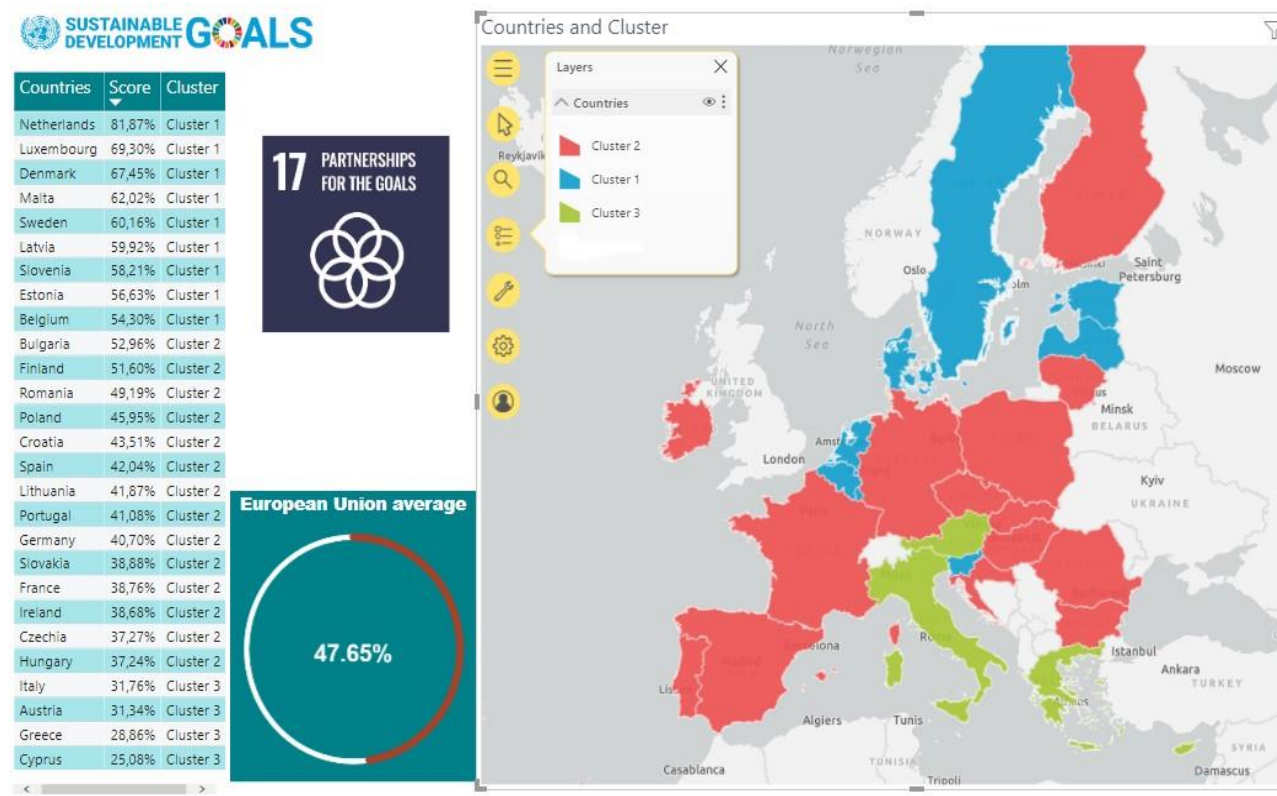 SUSTAINABLE
DEVELOPMENT
GOALS
Countries Score Cluster
Netherlands 81,87% Cluster 1
Luxembourg 69,30% Cluster 1
Denmark 67,45% Cluster 1
Malta 62,02% Cluster 1
Sweden 60,16% Cluster 1
Latvia 59,92% Cluster 1
Slovenia 58,21% Cluster 1
Estonia 56,63% Cluster 1
Belgium 54,30% Cluster 1
Bulgaria 52,96% Cluster 2
Finland 51,60% Cluster 2
Romania 49,19% Cluster 2
Poland 45,95% Cluster 2
Croatia 43,51% Cluster 2
Spain 42,04% Cluster 2
Lithuania 41,87% Cluster 2
Portugal 41,08% Cluster 2
Germany 40,70% Cluster 2
Slovakia 38,88% Cluster 2
France 38,76% Cluster 2
Ireland 38,68% Cluster 2
Czechia 37,27% Cluster 2
Hungary 37,24% Cluster 2
Italy 31,76% Cluster 3
Austria 31,34% Cluster 3
Greece 28,86% Cluster 3
Cyprus 25,08% Cluster 3
17 PARTNERSHIPS
FOR THE GOALS
European Union average
47.65%
Countries and Cluster
Layers
Countries
Cluster 2
Cluster 1
Cluster 3
Norwegian
Sea
Reykjavik
NORWAY
Oslo
Saint
Petersburg
North
Sea
Moscow
UNITED
KINGDOM
Minsk
BELARUS
London
Kyiv
UKRAINE
Istanbul
Ankara
TURKEY
Algiers
Tunis
SYRIA
Casablanca
TUNISIA
Damascus
Tripoli